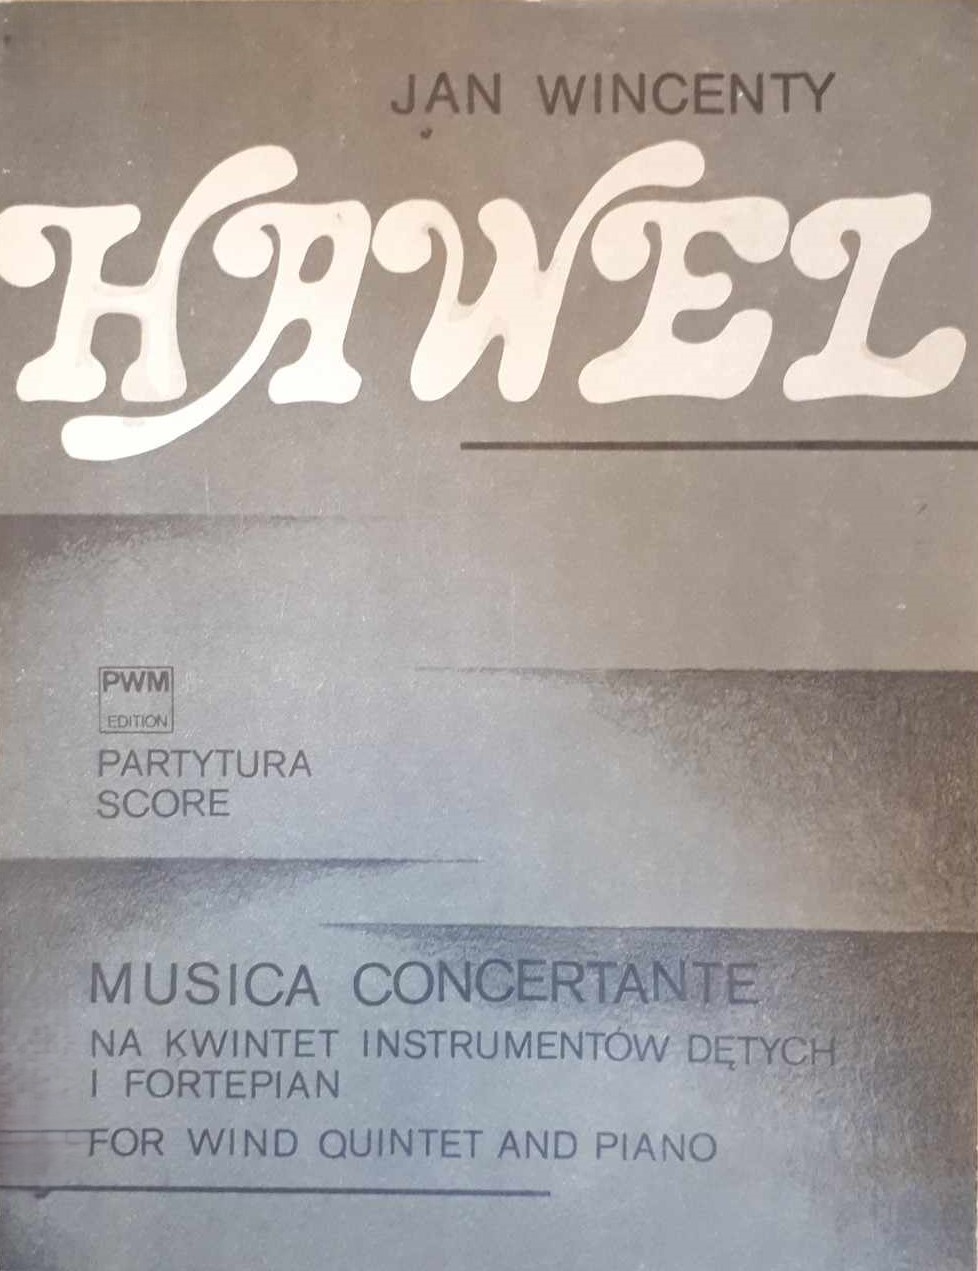 JAN WINCENTY
HAWEL
PWM
EDITION
PARTYTURA
SCORE
MUSICA CONCERTANTE
NA KWINTET INSTRUMENTÓW DĘTYCH
I FORTEPIAN
FOR WIND QUINTET AND PIANO